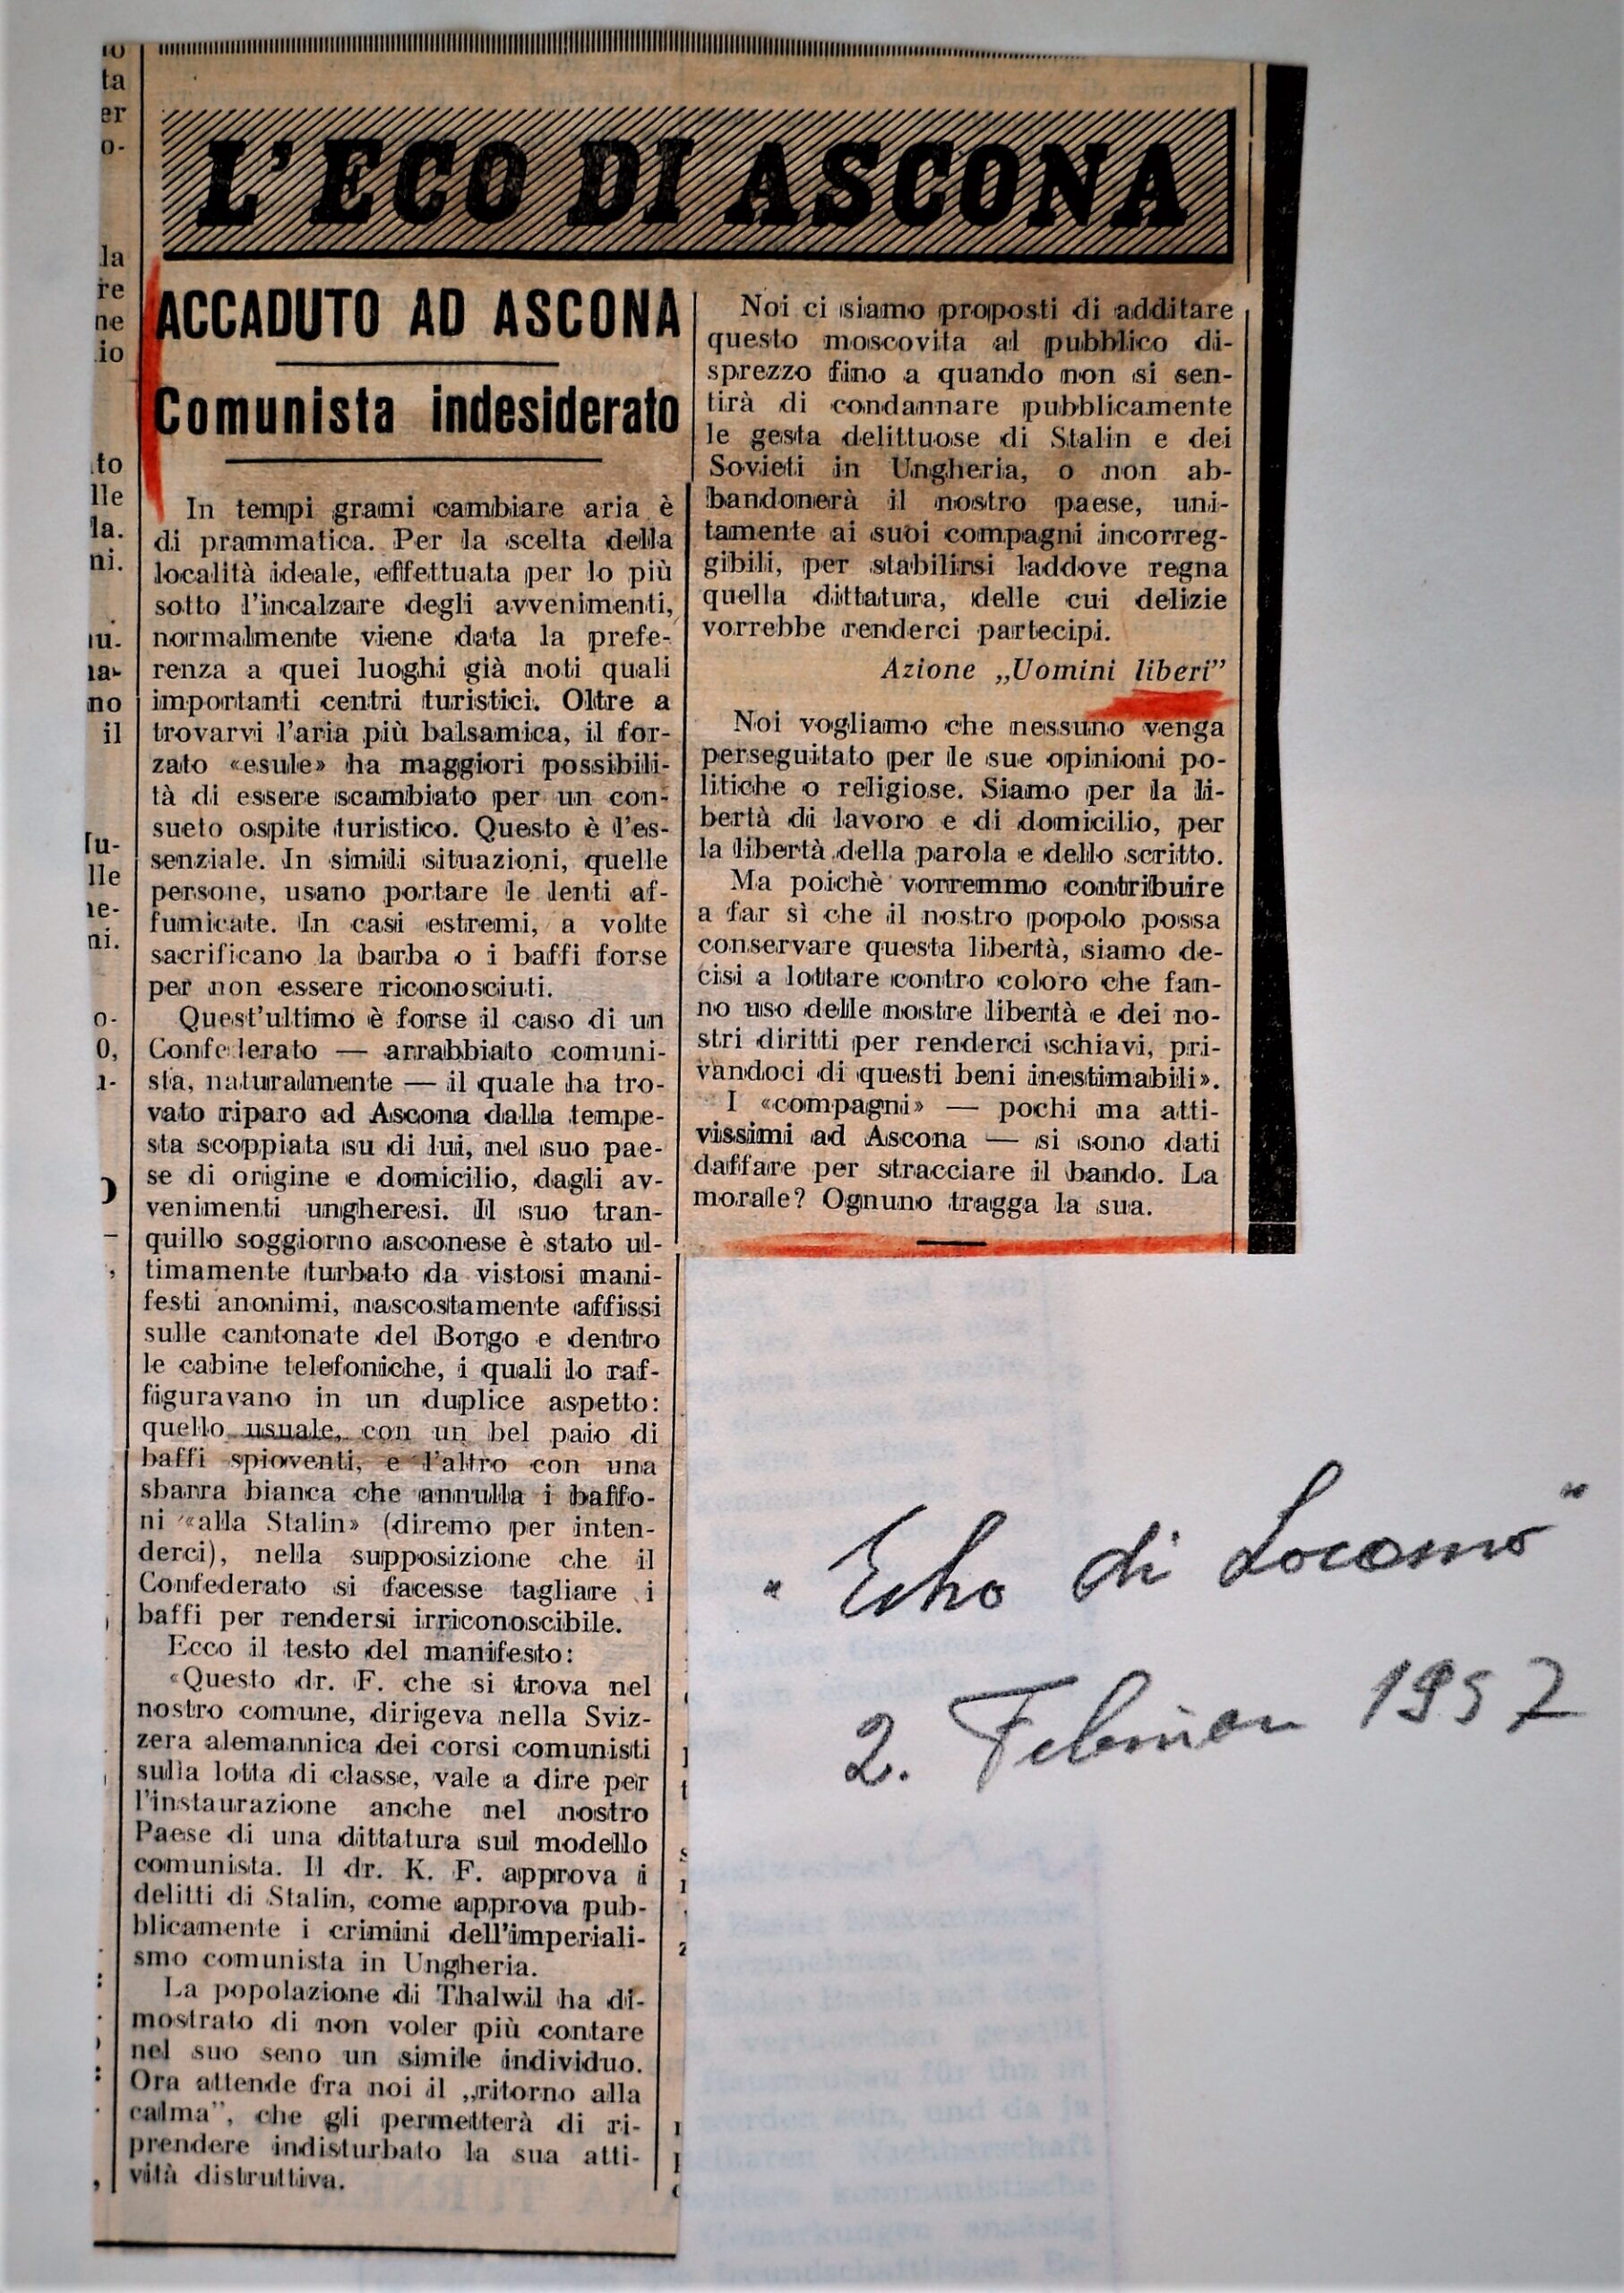 L'ECO DI ASCONA
ACCADUTO AD ASCONA
Comunista indesiderato
In tempi grami cambiare aria è
di prammatica. Per la scelta della
località ideale, effettuata per lo più
sotto l'incalzare degli avvenimenti,
normalmente viene data la prefe-
renza a quei luoghi già noti quali
importanti centri turistici. Oltre a
trovarvi l'aria più balsamica, il for-
zato «esule» ha maggiori possibili-
tà di essere scambiato per un con-
sueto ospite turistico. Questo è l'es-
senziale. In simili situazioni, quelle
persone, usano portare le lenti af-
fumicate. In casi estremi, a volte
sacrificano la barba o i baffi forse
per non essere riconosciuti.
Quest'ultimo è forse il caso di un
Confederato — arrabbiato comuni-
sta, naturalmente — il quale ha tro-
vato riparo ad Ascona dalla tempe-
sta scoppiata su di lui, nel suo pae-
se di origine e domicilio, dagli av-
venimenti ungheresi. Il suo tran-
quillo soggiorno asconese è stato ul-
timamente turbato da vistosi mani-
festi anonimi, nascostamente affissi
sulle cantonate del Borgo e dentro
le cabine telefoniche, i quali lo raf-
figuravano in un duplice aspetto:
quello usuale, con un bel paio di
baffi spioventi, e l'altro con una
sbarra bianca che annulla i baffo-
ni «alla Stalin» (diremo per inten-
derci), nella supposizione che il
Confederato si facesse tagliare i
baffi per rendersi irriconoscibile.
Ecco il testo del manifesto:
«Questo dr. F. che si trova nel
nostro comune, dirigeva nella Sviz-
zera alemannica dei corsi comunisti
sulla lotta di classe, vale a dire per
l'instaurazione anche nel nostro
Paese di una dittatura sul modello
comunista. Il dr. K. F. approva i
delitti di Stalin, come approva pub-
blicamente i crimini dell'imperiali-
smo comunista in Ungheria.
La popolazione di Thalwil ha di-
mostrato di non voler più contare
nel suo seno un simile individuo.
Ora attende fra noi il „ritorno alla
calma”, che gli permetterà di ri-
prendere indisturbato la sua atti-
vità distruttiva.
Noi ci siamo proposti di additare
questo moscovita al pubblico di-
sprezzo fino a quando non si sen-
tirà di condannare pubblicamente
le gesta delittuose di Stalin e dei
Sovieti in Ungheria, o non ab-
bandonerà il nostro paese, uni-
tamente ai suoi compagni incorreg-
gibili, per stabilirsi laddove regna
quella dittatura, delle cui delizie
vorrebbe renderci partecipi.
Azione „Uomini liberi”
Noi vogliamo che nessuno venga
perseguitato per le sue opinioni po-
litiche o religiose. Siamo per la li-
bertà di lavoro e di domicilio, per
la libertà della parola e dello scritto.
Ma poichè vorremmo contribuire
a far sì che il nostro popolo possa
conservare questa libertà, siamo de-
cisi a lottare contro coloro che fan-
no uso delle nostre libertà e dei no-
stri diritti per renderci schiavi, pri-
vandoci di questi beni inestimabili».
I «compagni» — pochi ma atti-
vissimi ad Ascona — si sono dati
daffare per stracciare il bando. La
morale? Ognuno tragga la sua.
"Echo di Locarno"
2. Februar 1957